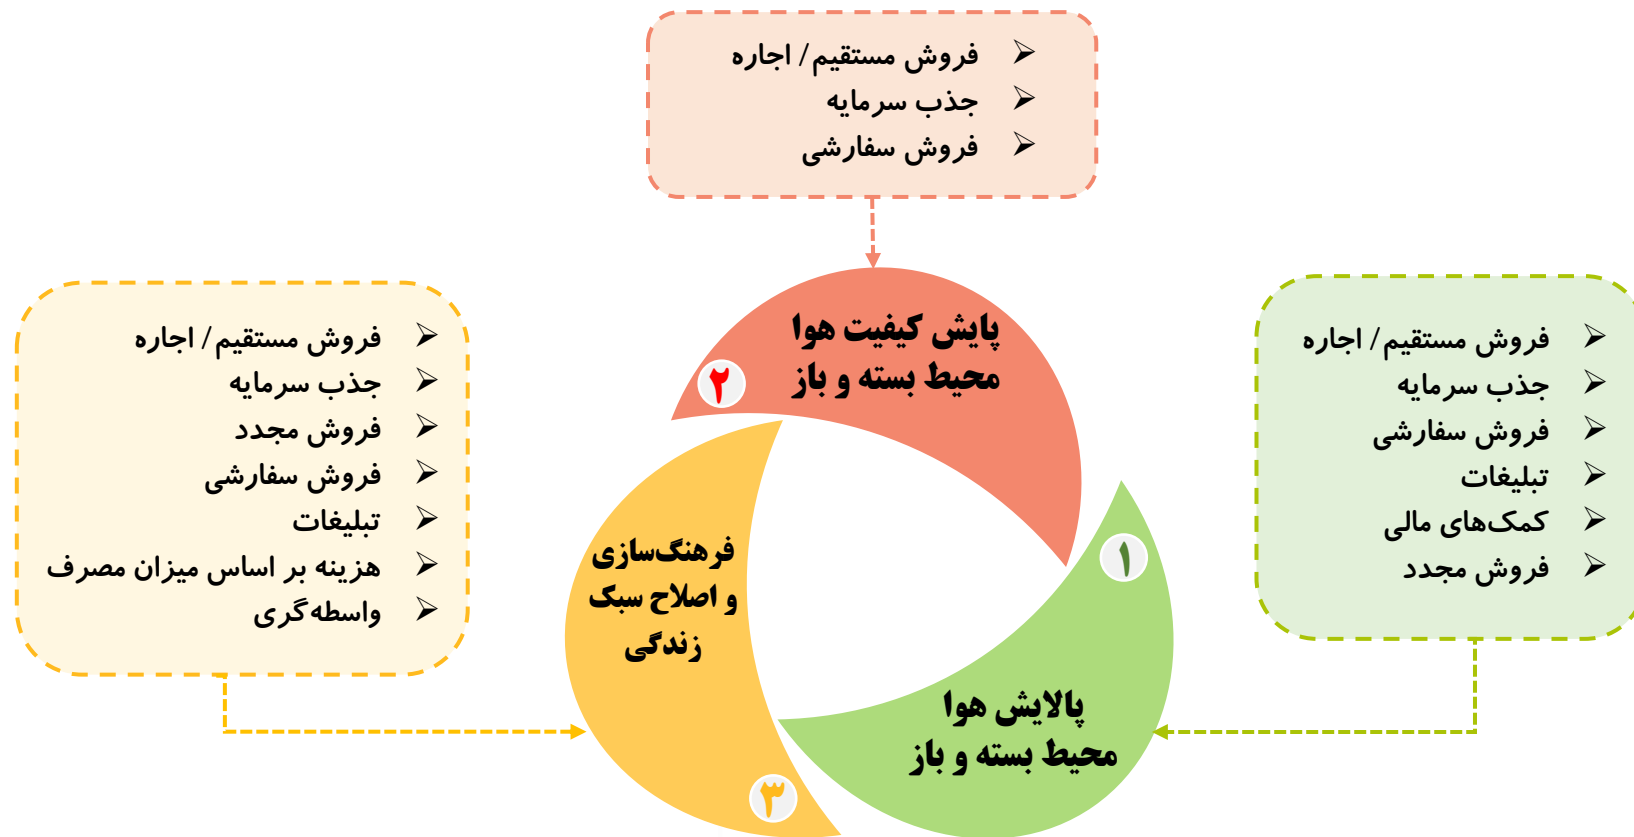 فروش مستقیم/ اجاره
جذب سرمایه
فروش سفارشی
پایش کیفیت هوا
محیط بسته و باز
۲
فروش مستقیم/ اجاره
جذب سرمایه
فروش سفارشی
تبلیغات
کمک‌های مالی
فروش مجدد
۱
پالایش هوا
محیط بسته و باز
فروش مستقیم/ اجاره
جذب سرمایه
فروش مجدد
فروش سفارشی
تبلیغات
هزینه بر اساس میزان مصرف
واسطه‌گری
فرهنگ‌سازی
و اصلاح سبک
زندگی
۳